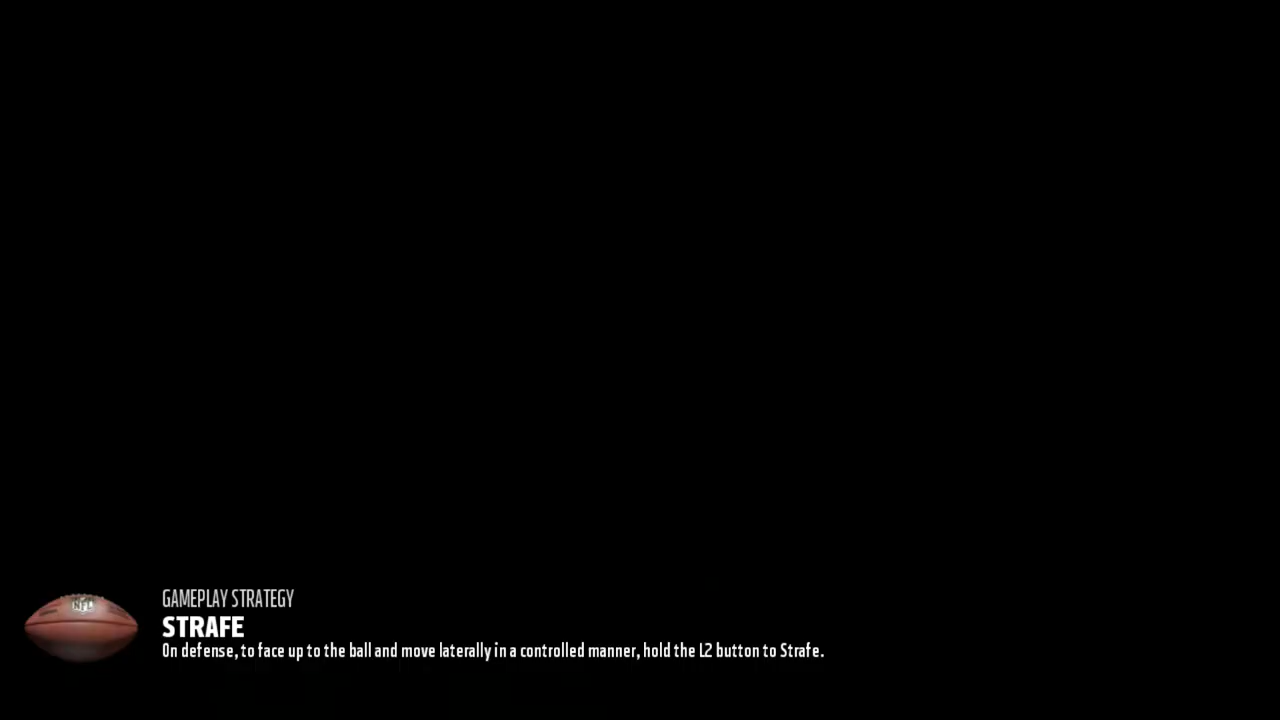 GAMEPLAY STRATEGY
STRAFE
On defense, to face up to the ball and move laterally in a controlled manner, hold the L2 button to Strafe.
NFL